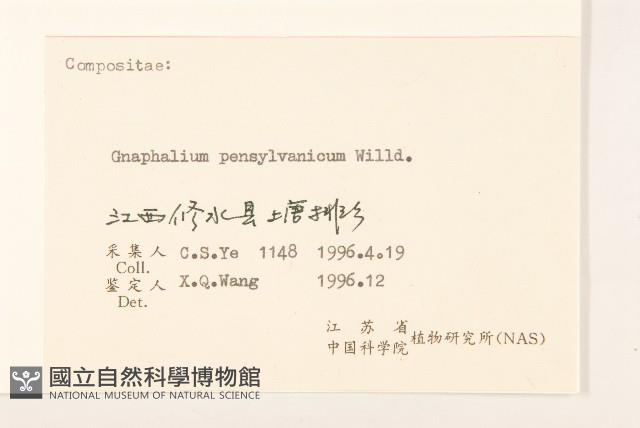 Compositae:
Gnaphalium pensylvanicum Willd.
江西修水县塘排
采集人 C.S.Ye 1148 1996.4.19
Coll.
鉴定人 X.Q.Wang 1996.12
Det.
江苏省
中国科学院 植物研究所(NAS)
國立自然科學博物館
NATIONAL MUSEUM OF NATURAL SCIENCE